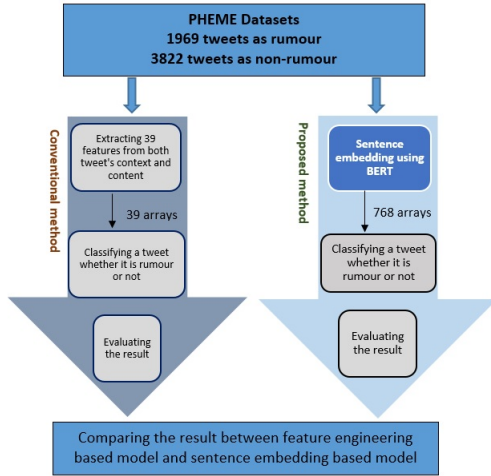 PHEME Datasets
1969 tweets as rumour
3822 tweets as non-rumour
Conventional method
Extracting 39
features from both
tweet's context and
content
39 arrays
Classifying a tweet
whether it is rumour
or not
Evaluating
the result
Proposed method
Sentence
embedding using
BERT
768 arrays
Classifying a tweet
whether it is
rumour or not
Evaluating
the result
Comparing the result between feature engineering
based model and sentence embedding based model